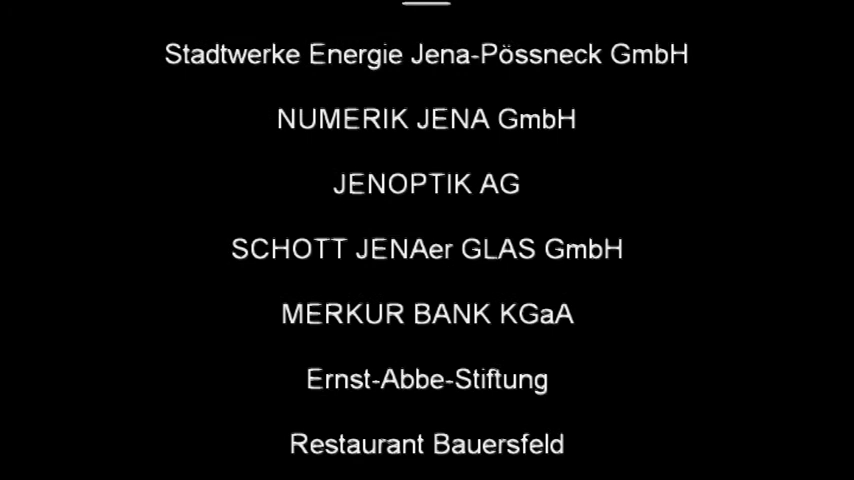 Stadtwerke Energie Jena-Pössneck GmbH
NUMERIK JENA GmbH
JENOPTIK AG
SCHOTT JENAer GLAS GmbH
MERKUR BANK KGaA
Ernst-Abbe-Stiftung
Restaurant Bauersfeld